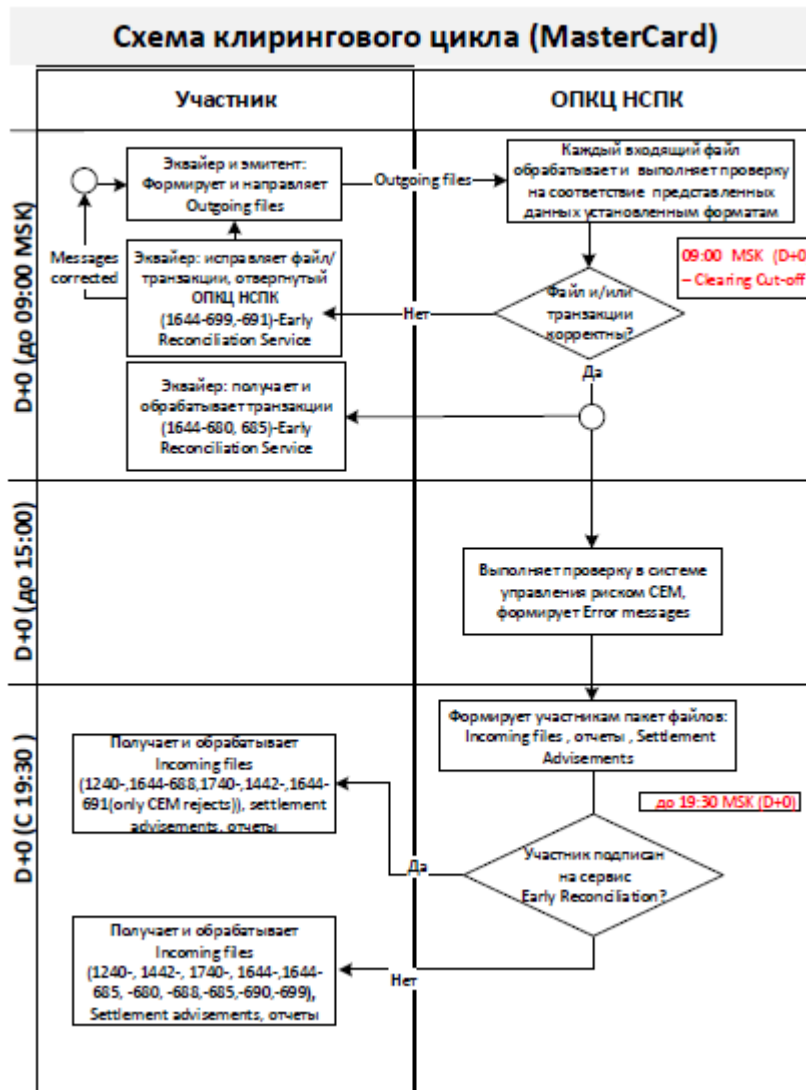 Схема клирингового цикла (MasterCard)
Участник
ОПКЦ НСПК
D+0 (до 09:00 MSK)
Эквайер и эмитент:
Формирует и направляет
Outgoing files
Outgoing files
Каждый входящий файл
обрабатывает и выполняет проверку
на соответствие представленных
данных установленным форматам
Messages
corrected
Эквайер: исправляет файл/
транзакции, отвергнутый
ОПКЦ НСПК
(1644-699,-691)-Early
Reconciliation Service
Нет
Файл и/или
транзакции
корректны?
09:00 MSK (D+0
– Clearing Cut-off
Да
Эквайер: получает и
обрабатывает транзакции
(1644-680, 685)-Early
Reconciliation Service
D+0 (до 15:00)
Выполняет проверку в системе
управления риском CEM,
формирует Error messages
D+0 (С 19:30)
Формирует участникам пакет файлов:
Incoming files , отчеты , Settlement
Advisements
до 19:30 MSK (D+0)
Получает и обрабатывает
Incoming files
(1240-,1644-688,1740-,1442-,1644-
691(only CEM rejects)), settlement
advisements, отчеты
Да
Участник подписан
на сервис
Early Reconciliation?
Получает и обрабатывает
Incoming files
(1240-, 1442-, 1740-, 1644-,1644-
685, -680, -688,-685,-690,-699),
Settlement advisements, отчеты
Нет